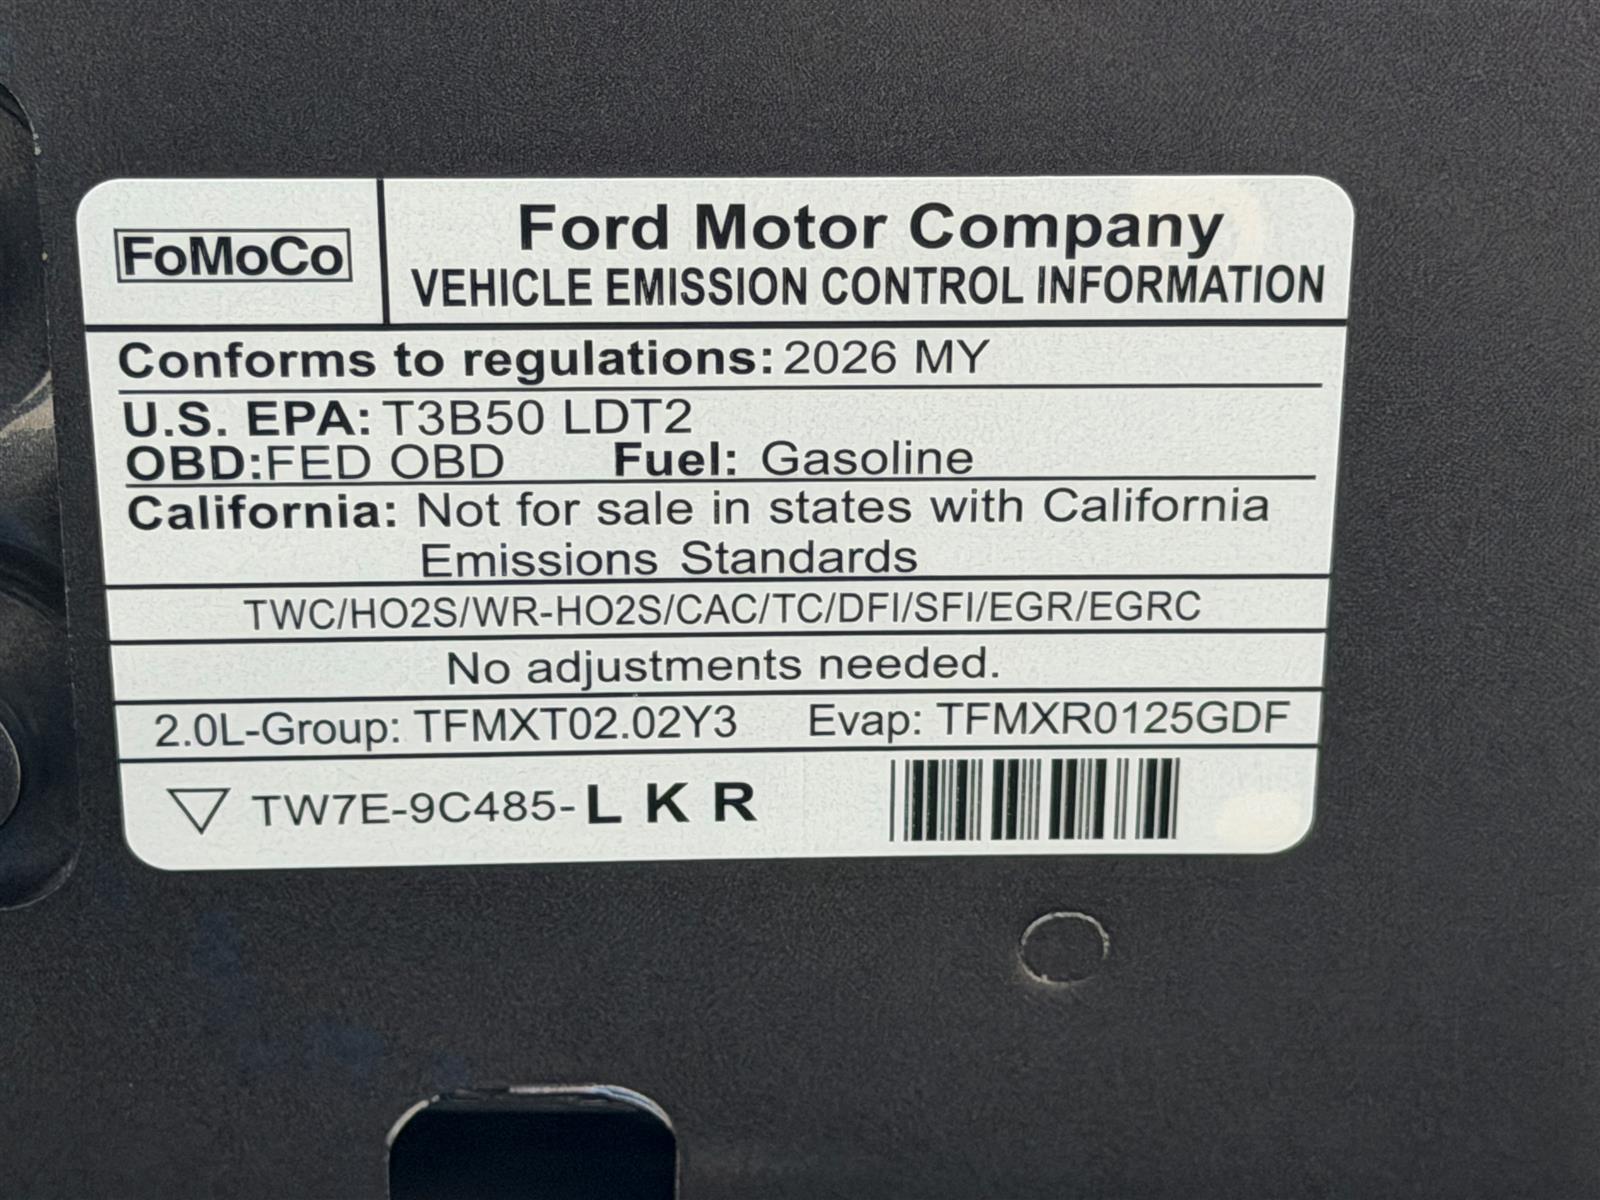 FoMoCo
Ford Motor Company
VEHICLE EMISSION CONTROL INFORMATION
Conforms to regulations: 2026 MY
U.S. EPA: T3B50 LDT2
OBD:FED OBD Fuel: Gasoline
California: Not for sale in states with California
Emissions Standards
TWC/HO2S/WR-HO2S/CAC/TC/DFI/SFI/EGR/EGRC
No adjustments needed.
2.0L-Group: TFMXT02.02Y3 Evap: TFMXR0125GDF
TW7E-9C485-L K R